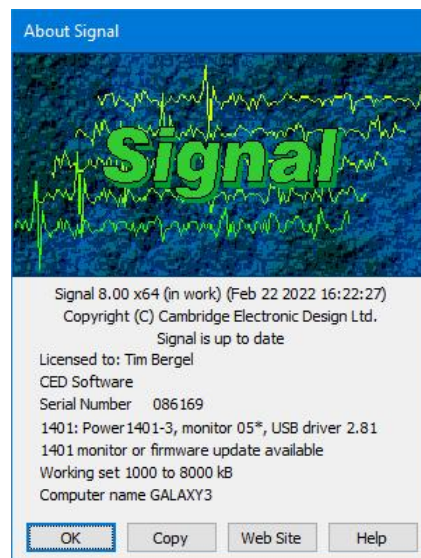 About Signal
Signal
Signal 8.00 x64 (in work) (Feb 22 2022 16:22:27)
Copyright (C) Cambridge Electronic Design Ltd.
Signal is up to date
Licensed to: Tim Bergel
CED Software
Serial Number 086169
1401: Power1401-3, monitor 05*, USB driver 2.81
1401 monitor or firmware update available
Working set 1000 to 8000 kB
Computer name GALAXY3
OK Copy Web Site Help